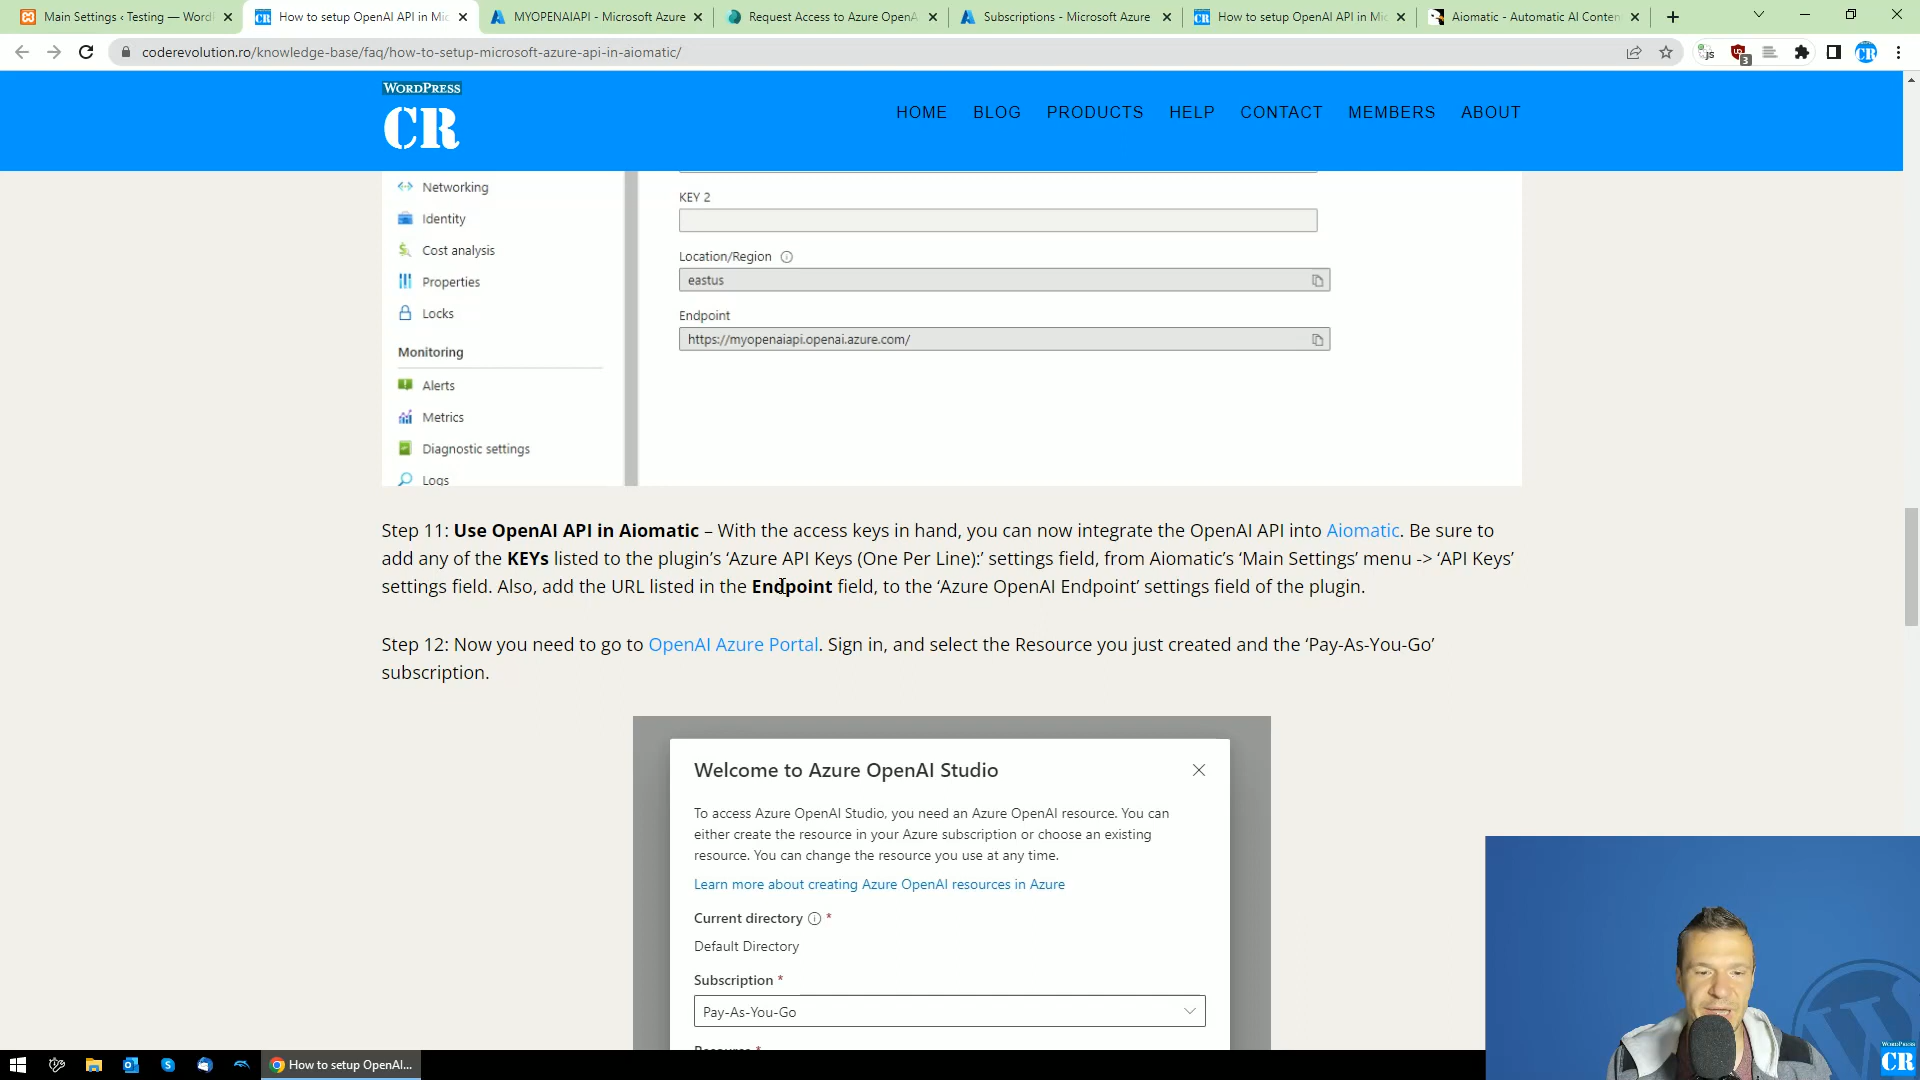 Main Settings ‹ Testing — Word
How to setup OpenAI API in Mic
MYOPENAIAPI - Microsoft Azure
Request Access to Azure OpenA
Subscriptions - Microsoft Azure
How to setup OpenAI API in Mic
Aiomatic - Automatic AI Conten
coderevolution.ro/knowledge-base/faq/how-to-setup-microsoft-azure-api-in-aiomatic/
WORDPRESS
CR
HOME
BLOG
PRODUCTS
HELP
CONTACT
MEMBERS
ABOUT
Networking
Identity
Cost analysis
Properties
Locks
Monitoring
Alerts
Metrics
Diagnostic settings
Logs
KEY 2
Location/Region
eastus
Endpoint
https://myopenaiapi.openai.azure.com/
Step 11: Use OpenAI API in Aiomatic – With the access keys in hand, you can now integrate the OpenAI API into Aiomatic. Be sure to
add any of the KEYs listed to the plugin’s ‘Azure API Keys (One Per Line):’ settings field, from Aiomatic’s ‘Main Settings’ menu -> ‘API Keys’
settings field. Also, add the URL listed in the Endpoint field, to the ‘Azure OpenAI Endpoint’ settings field of the plugin.
Step 12: Now you need to go to OpenAI Azure Portal. Sign in, and select the Resource you just created and the ‘Pay-As-You-Go’
subscription.
Welcome to Azure OpenAI Studio
To access Azure OpenAI Studio, you need an Azure OpenAI resource. You can
either create the resource in your Azure subscription or choose an existing
resource. You can change the resource you use at any time.
Learn more about creating Azure OpenAI resources in Azure
Current directory *
Default Directory
Subscription *
Pay-As-You-Go
How to setup OpenAI...
WORDPRESS
CR